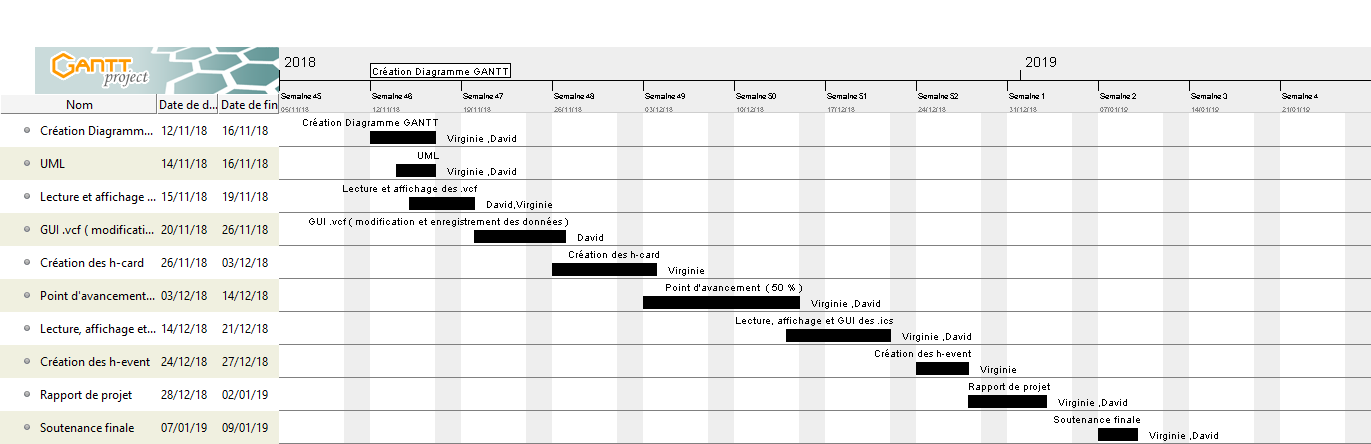 GANTT project
2018
2019
Création Diagramme GANTT
Nom Date de d... Date de fin
Semaine 45 Semaine 46 Semaine 47 Semaine 48 Semaine 49 Semaine 50 Semaine 51 Semaine 52 Semaine 1 Semaine 2 Semaine 3 Semaine 4
05/11/18 12/11/18 19/11/18 26/11/18 03/12/18 10/12/18 17/12/18 24/12/18 31/12/18 07/01/19 14/01/19 21/01/19
Création Diagramme GANTT
Création Diagramm... 12/11/18 16/11/18 Virginie ,David
UML
UML 14/11/18 16/11/18 Virginie ,David
Lecture et affichage des .vcf
Lecture et affichage ... 15/11/18 19/11/18 David,Virginie
GUI .vcf ( modification et enregistrement des données )
GUI .vcf ( modificati... 20/11/18 26/11/18 David
Création des h-card
Création des h-card 26/11/18 03/12/18 Virginie
Point d'avancement ( 50 % )
Point d'avancement... 03/12/18 14/12/18 Virginie ,David
Lecture, affichage et GUI des .ics
Lecture, affichage et... 14/12/18 21/12/18 Virginie ,David
Création des h-event
Création des h-event 24/12/18 27/12/18 Virginie
Rapport de projet
Rapport de projet 28/12/18 02/01/19 Virginie ,David
Soutenance finale
Soutenance finale 07/01/19 09/01/19 Virginie ,David